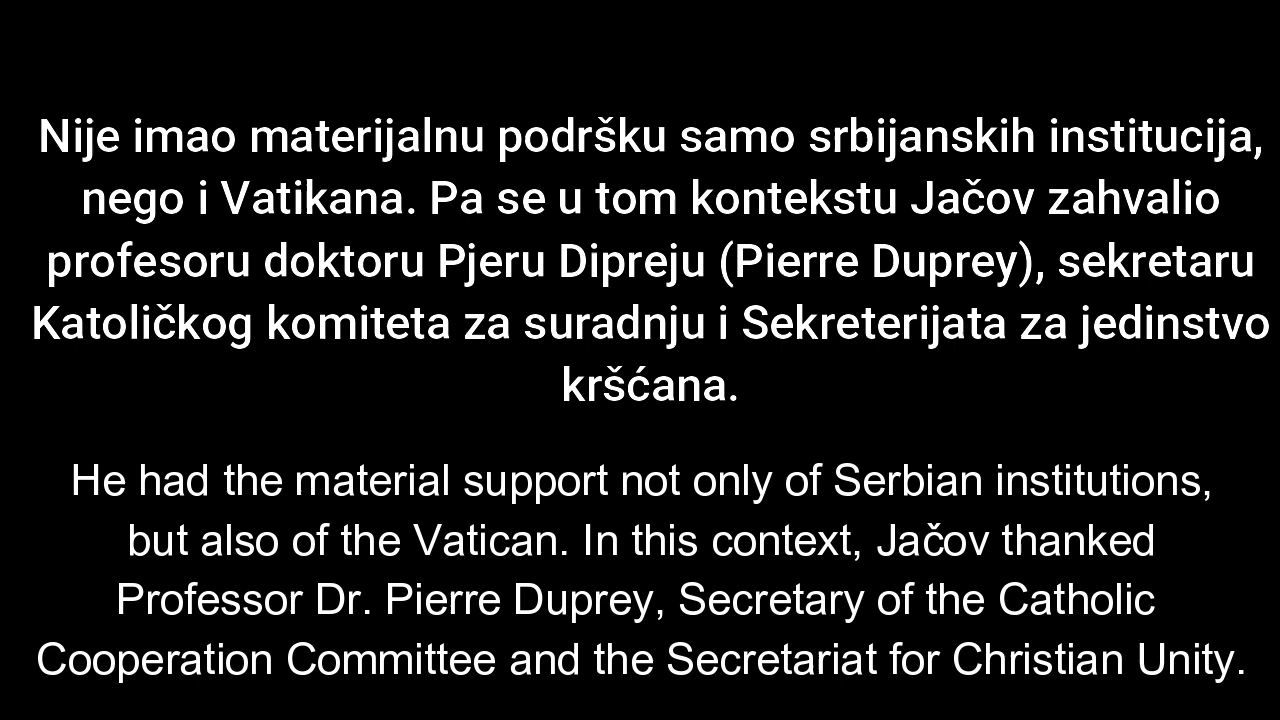 Nije imao materijalnu podršku samo srbijanskih institucija,
nego i Vatikana. Pa se u tom kontekstu Jačov zahvalio
profesoru doktoru Pjeru Dipreju (Pierre Duprey), sekretaru
Katoličkog komiteta za suradnju i Sekreterijata za jedinstvo
kršćana.
He had the material support not only of Serbian institutions,
but also of the Vatican. In this context, Jačov thanked
Professor Dr. Pierre Duprey, Secretary of the Catholic
Cooperation Committee and the Secretariat for Christian Unity.